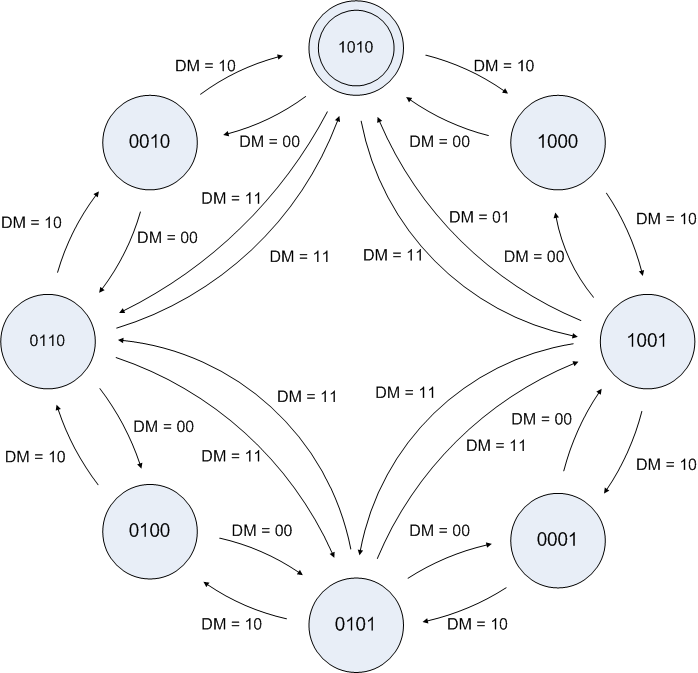 1010
DM = 10
DM = 10
0010
DM = 00
DM = 00
1000
DM = 11
DM = 01
DM = 10
DM = 10
DM = 00
DM = 11
DM = 11
DM = 00
0110
1001
DM = 11
DM = 11
DM = 00
DM = 00
DM = 10
DM = 11
DM = 11
DM = 10
0100
DM = 00
DM = 00
0001
DM = 10
0101
DM = 10